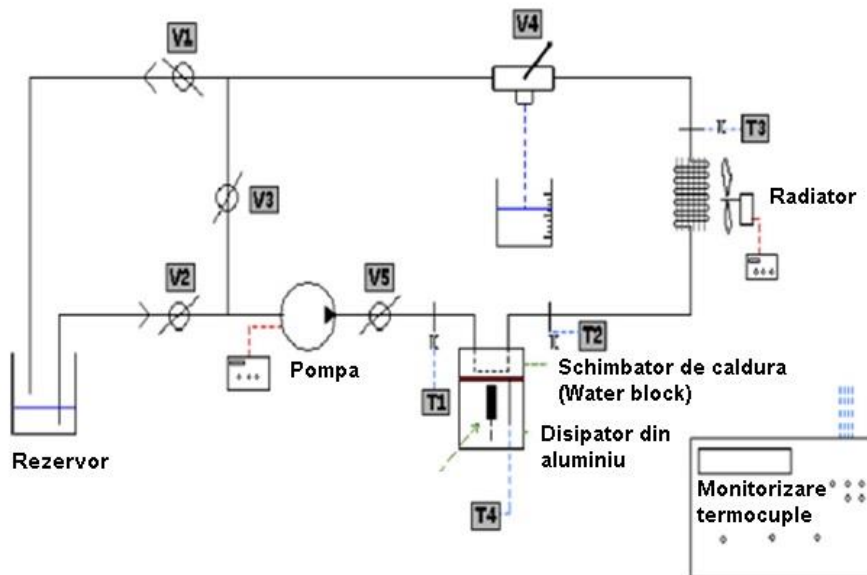 V1
V4
T3
Radiator
V3
V2
V5
Pompa
T2
T1
Schimbator de caldura
(Water block)
Rezervor
Disipator din
aluminiu
T4
Monitorizare
termocuple